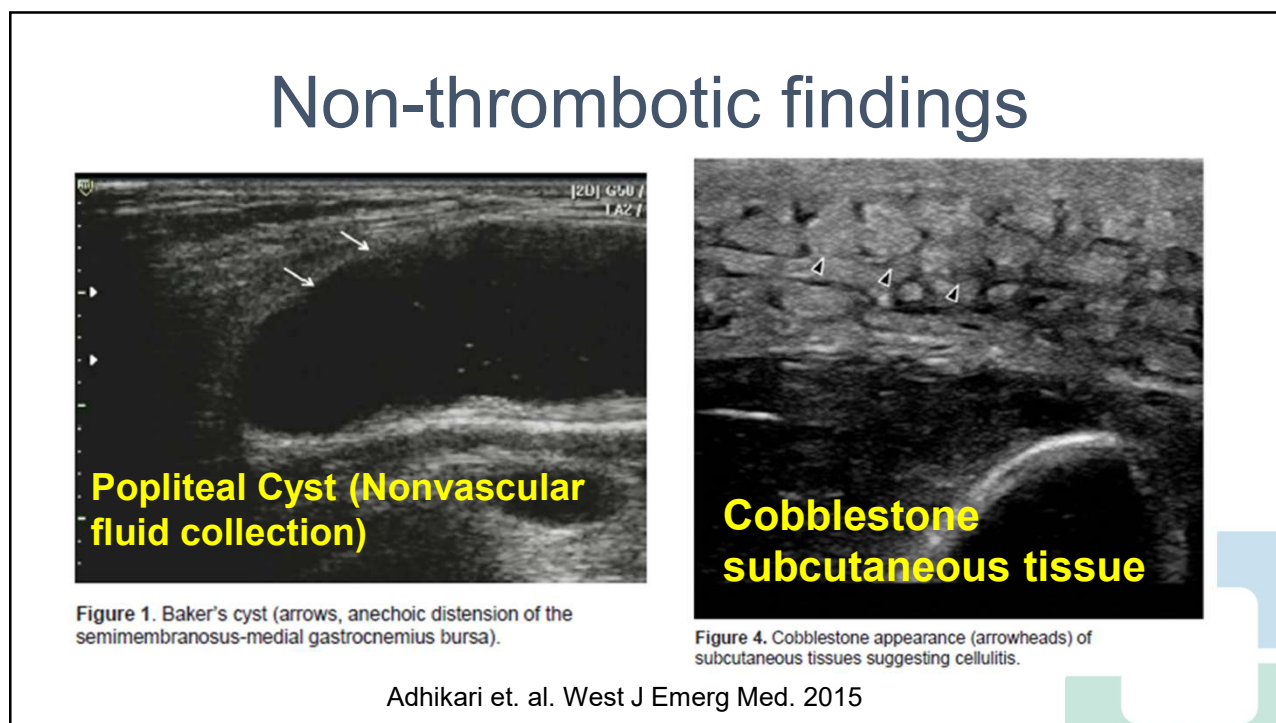 Non-thrombotic findings
[2D] G50 /
Popliteal Cyst (Nonvascular
fluid collection)
Figure 1. Baker's cyst (arrows, anechoic distension of the
semimembranosus-medial gastrocnemius bursa).
Cobblestone
subcutaneous tissue
Figure 4. Cobblestone appearance (arrowheads) of
subcutaneous tissues suggesting cellulitis.
Adhikari et. al. West J Emerg Med. 2015